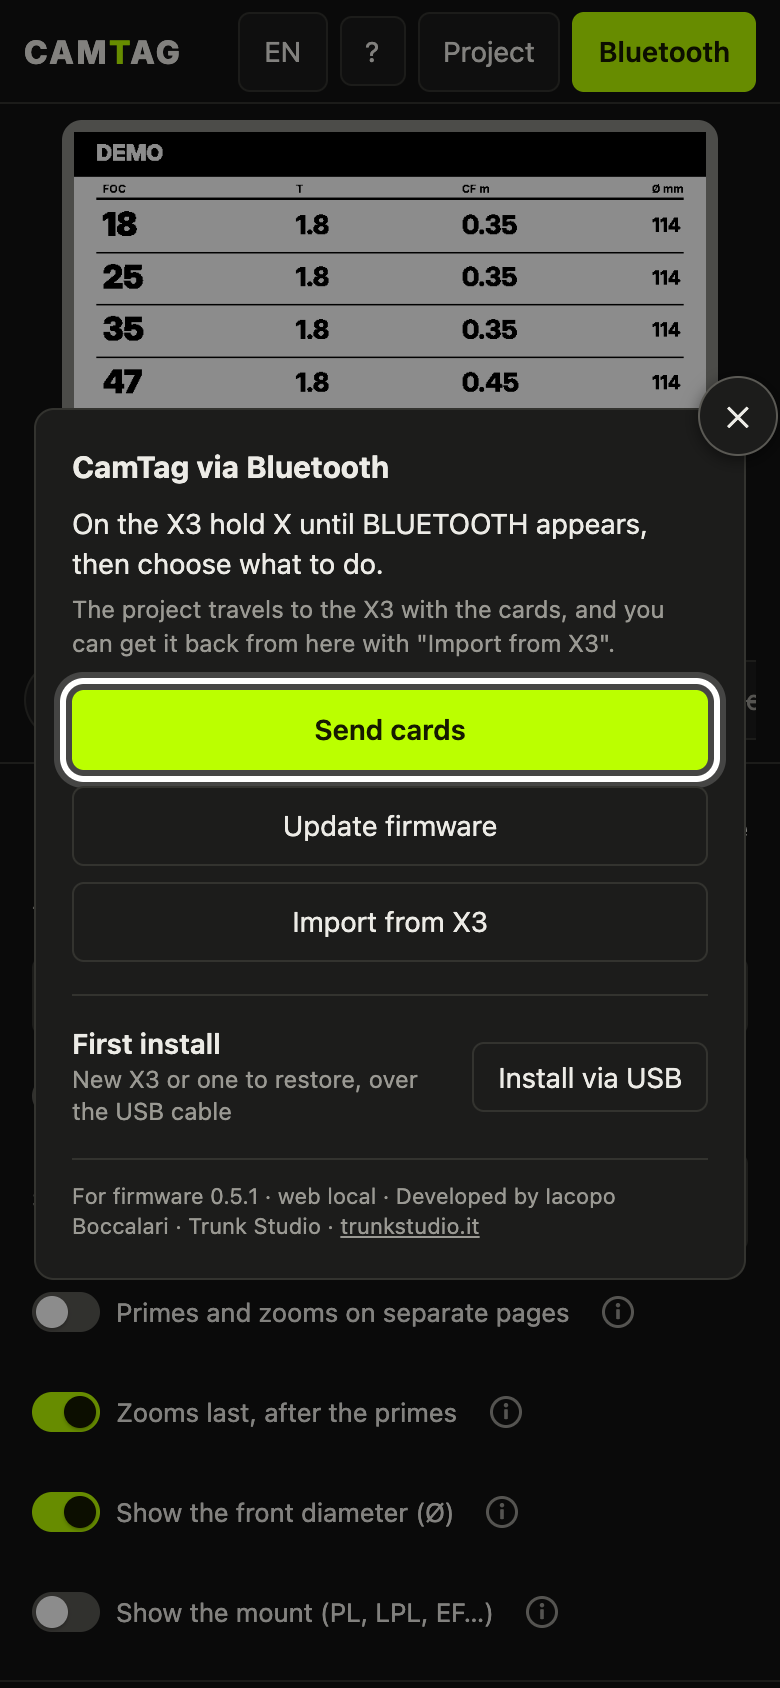 CAMTAG
EN
?
Project
Bluetooth
DEMO
FOC T CF m Ø mm
18 1.8 0.35 114
25 1.8 0.35 114
35 1.8 0.35 114
47 1.8 0.45 114
CamTag via Bluetooth
On the X3 hold X until BLUETOOTH appears,
then choose what to do.
The project travels to the X3 with the cards, and you
can get it back from here with "Import from X3".
Send cards
Update firmware
Import from X3
First install
New X3 or one to restore, over
the USB cable
Install via USB
For firmware 0.5.1 · web local · Developed by Iacopo
Boccalari · Trunk Studio · trunkstudio.it
Primes and zooms on separate pages
Zooms last, after the primes
Show the front diameter (Ø)
Show the mount (PL, LPL, EF...)